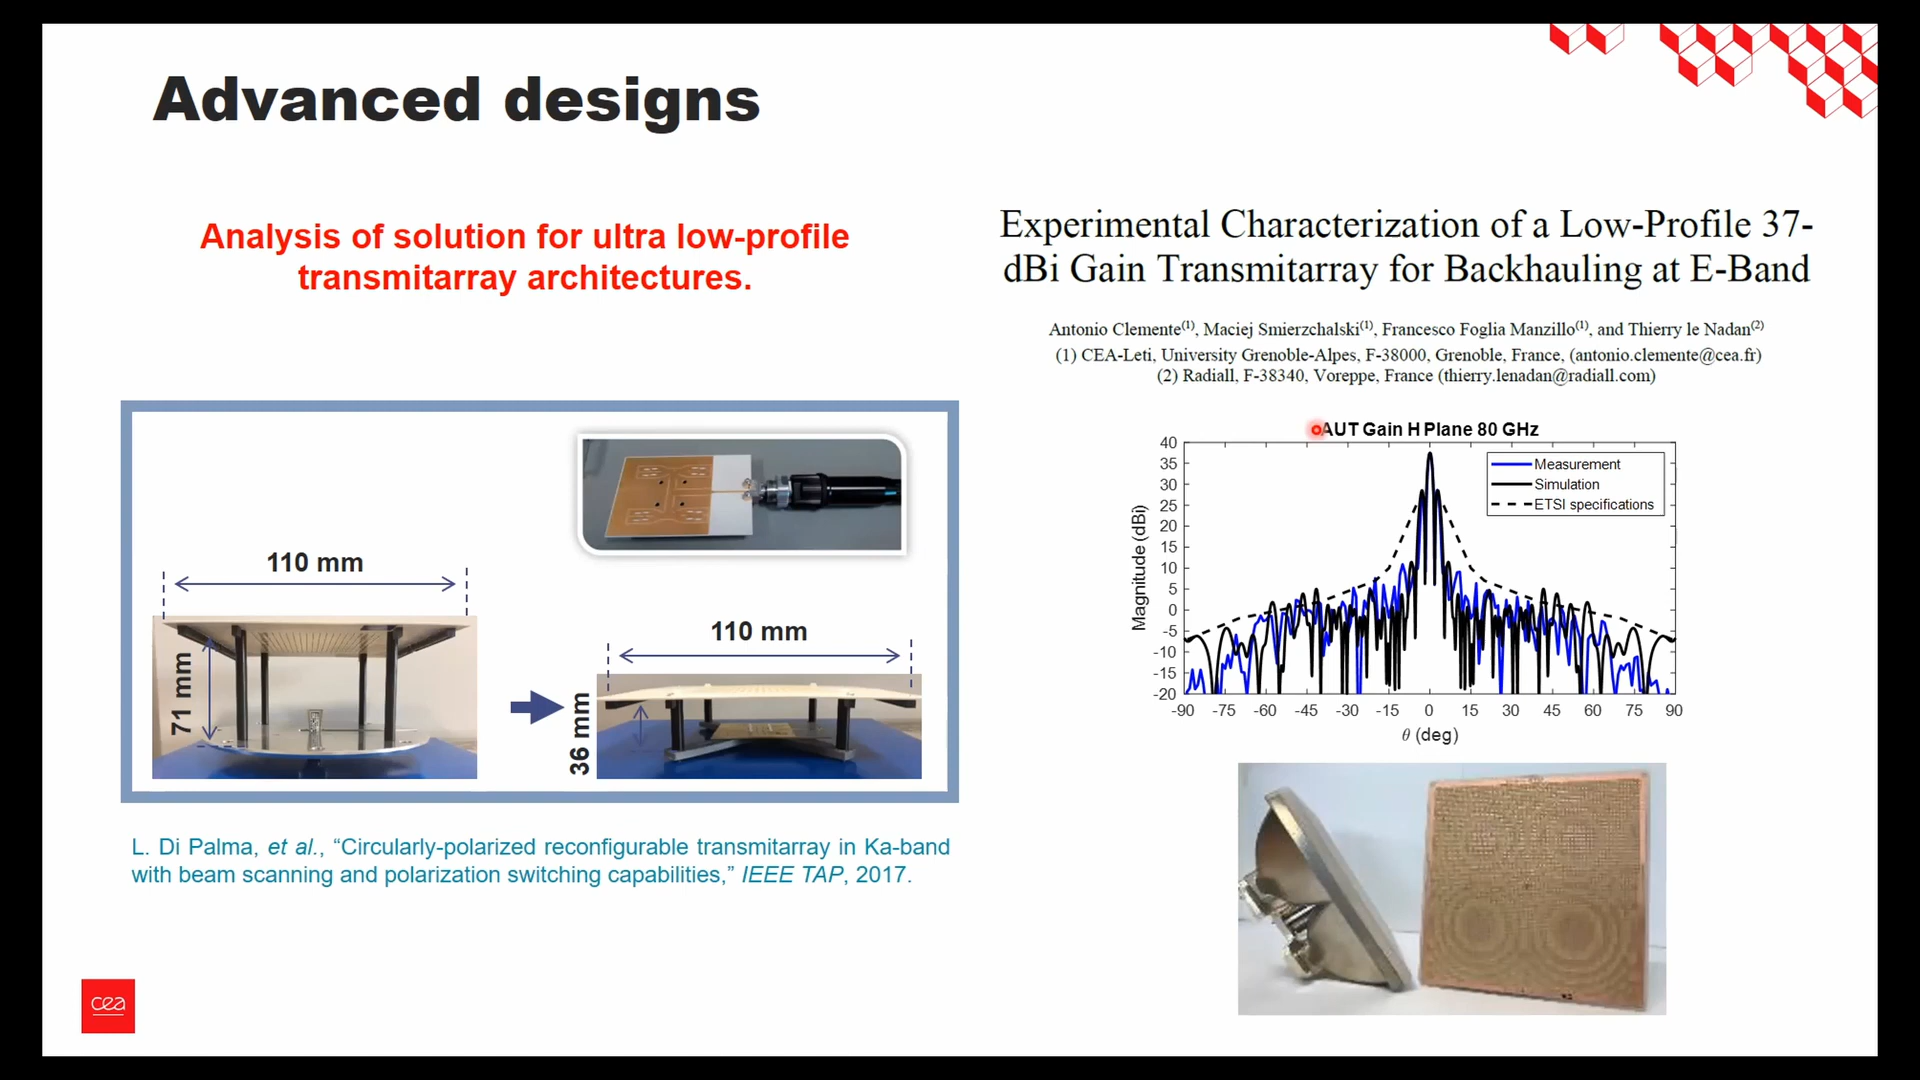 Advanced designs
Analysis of solution for ultra low-profile
transmitarray architectures.
110 mm
71 mm
110 mm
36 mm
L. Di Palma, et al., “Circularly-polarized reconfigurable transmitarray in Ka-band
with beam scanning and polarization switching capabilities,” IEEE TAP, 2017.
Experimental Characterization of a Low-Profile 37-
dBi Gain Transmitarray for Backhauling at E-Band
Antonio Clemente(1), Maciej Smierzchalski(1), Francesco Foglia Manzillo(1), and Thierry le Nadan(2)
(1) CEA-Leti, University Grenoble-Alpes, F-38000, Grenoble, France, (antonio.clemente@cea.fr)
(2) Radiall, F-38340, Voreppe, France (thierry.lenadan@radiall.com)
AUT Gain H Plane 80 GHz
Magnitude (dBi)
40
35
30
25
20
15
10
5
0
-5
-10
-15
-20
Measurement
Simulation
ETSI specifications
-90 -75 -60 -45 -30 -15 0 15 30 45 60 75 90
θ (deg)
cea